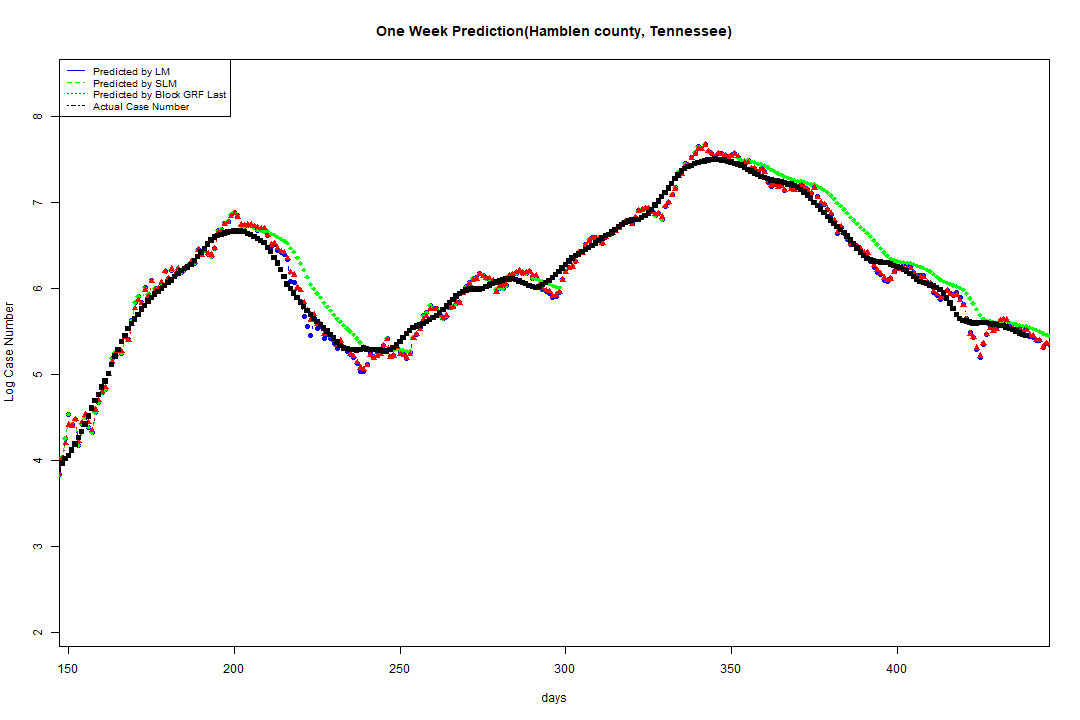 One Week Prediction(Hamblen county, Tennessee)
Predicted by LM
Predicted by SLM
Predicted by Block GRF Last
Actual Case Number
8
7
6
5
4
3
2
Log Case Number
150 200 250 300 350 400
days